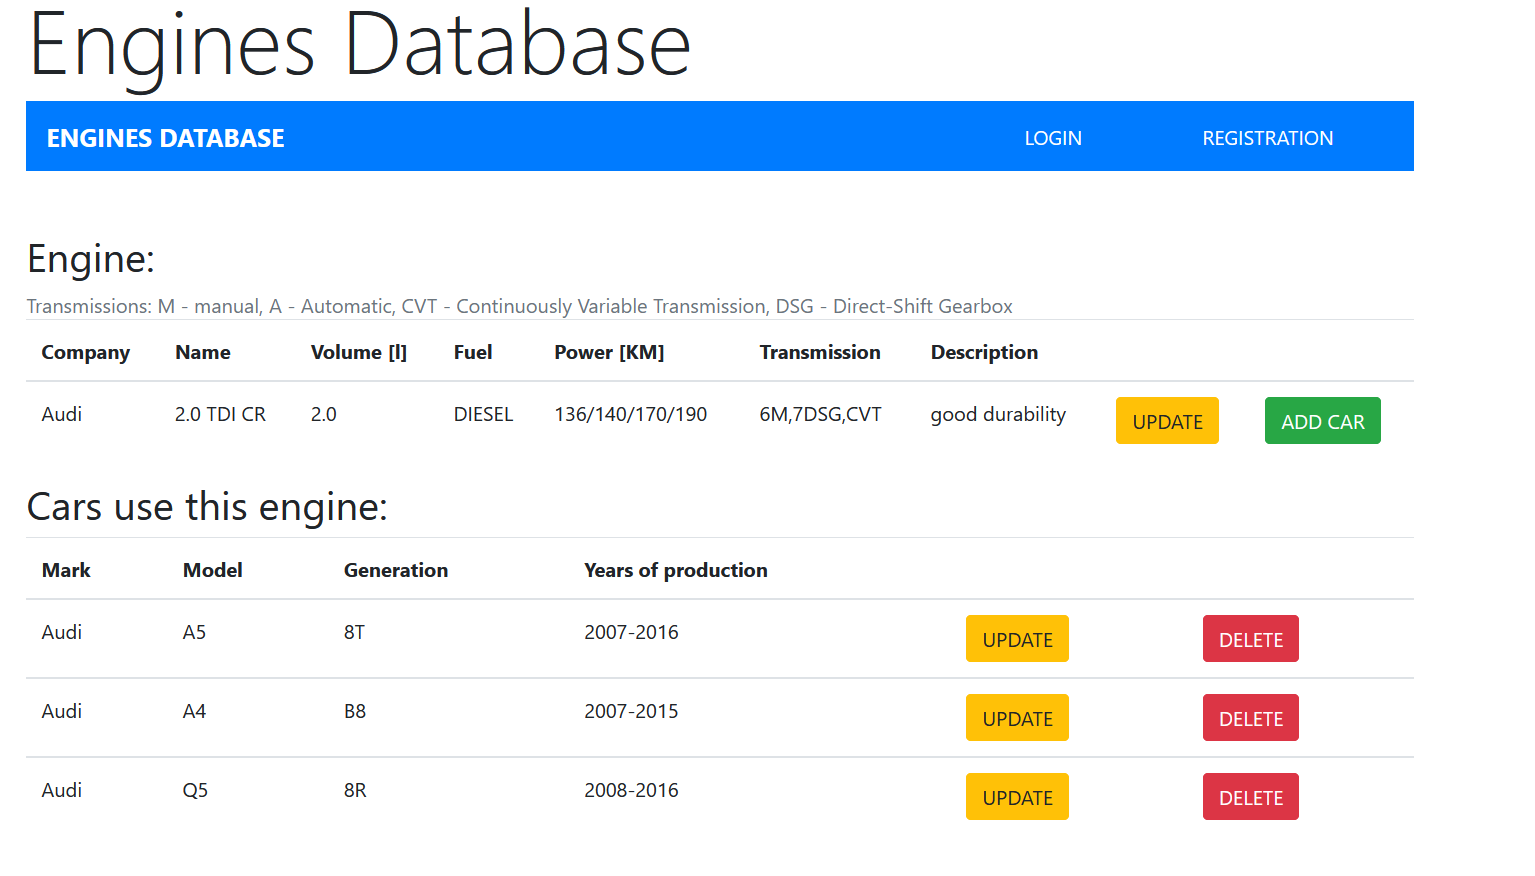 Engines Database
ENGINES DATABASE LOGIN REGISTRATION
Engine:
Transmissions: M - manual, A - Automatic, CVT - Continuously Variable Transmission, DSG - Direct-Shift Gearbox
Company Name Volume [l] Fuel Power [KM] Transmission Description
Audi 2.0 TDI CR 2.0 DIESEL 136/140/170/190 6M,7DSG,CVT good durability UPDATE ADD CAR
Cars use this engine:
Mark Model Generation Years of production
Audi A5 8T 2007-2016 UPDATE DELETE
Audi A4 B8 2007-2015 UPDATE DELETE
Audi Q5 8R 2008-2016 UPDATE DELETE